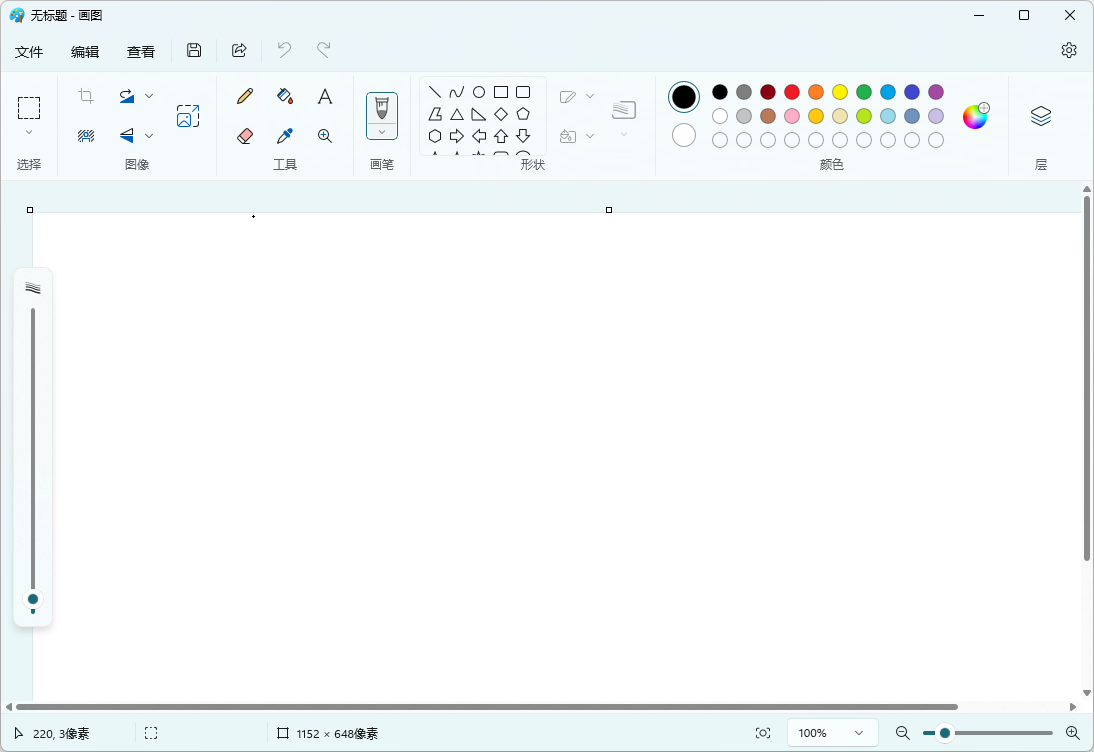 无标题 - 画图
文件 编辑 查看
选择 图像 工具 画笔 形状 颜色 层
220, 3像素 1152 × 648像素 100%